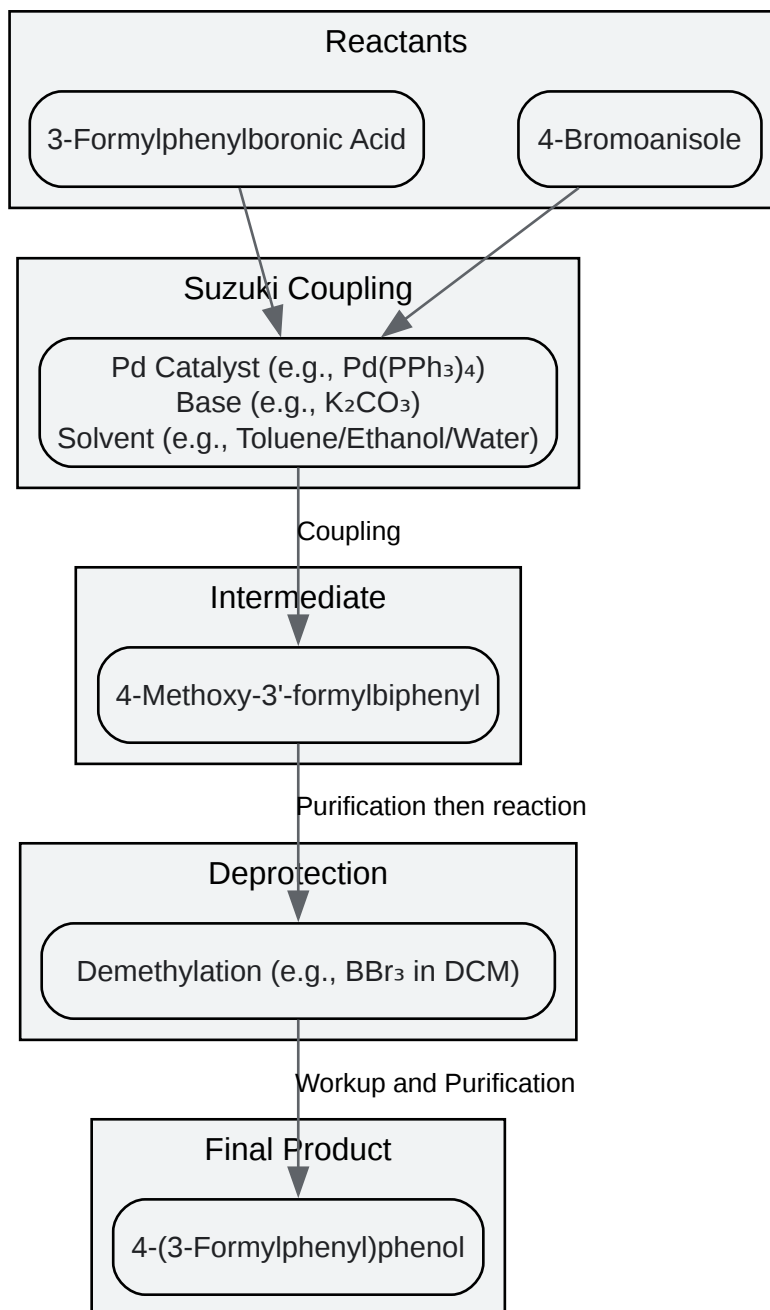 Reactants
3-Formylphenylboronic Acid
4-Bromoanisole
Suzuki Coupling
Pd Catalyst (e.g., Pd(PPh₃)₄)
Base (e.g., K₂CO₃)
Solvent (e.g., Toluene/Ethanol/Water)
Coupling
Intermediate
4-Methoxy-3'-formylbiphenyl
Purification then reaction
Deprotection
Demethylation (e.g., BBr₃ in DCM)
Workup and Purification
Final Product
4-(3-Formylphenyl)phenol